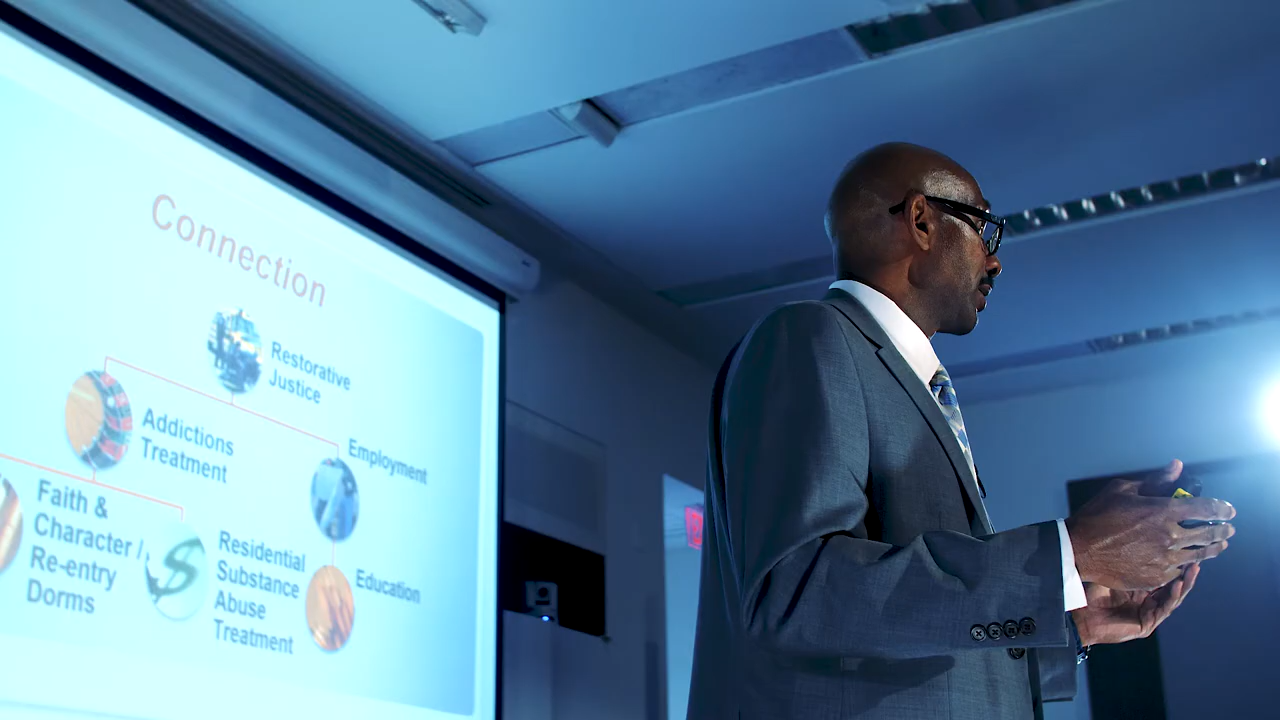 Connection
Restorative
Justice
Addictions
Treatment
Employment
Faith &
Character /
Re-entry
Dorms
Residential
Substance
Abuse
Treatment
Education